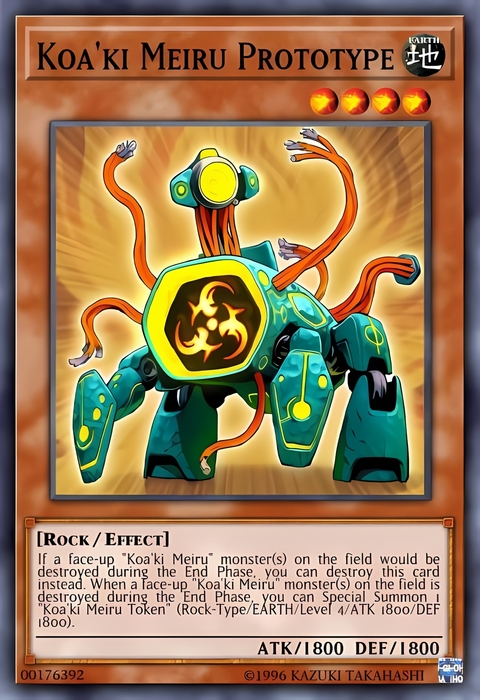 KOA'KI MEIRU PROTOTYPE
EARTH
地
[ROCK / EFFECT]
If a face-up "Koa'ki Meiru" monster(s) on the field would be
destroyed during the End Phase, you can destroy this card
instead. When a face-up "Koa'ki Meiru" monster(s) on the field is
destroyed during the End Phase, you can Special Summon 1
"Koa'ki Meiru Token" (Rock-Type/EARTH/Level 4/ATK 1800/DEF
1800).
ATK/1800 DEF/1800
00176392
©1996 KAZUKI TAKAHASHI